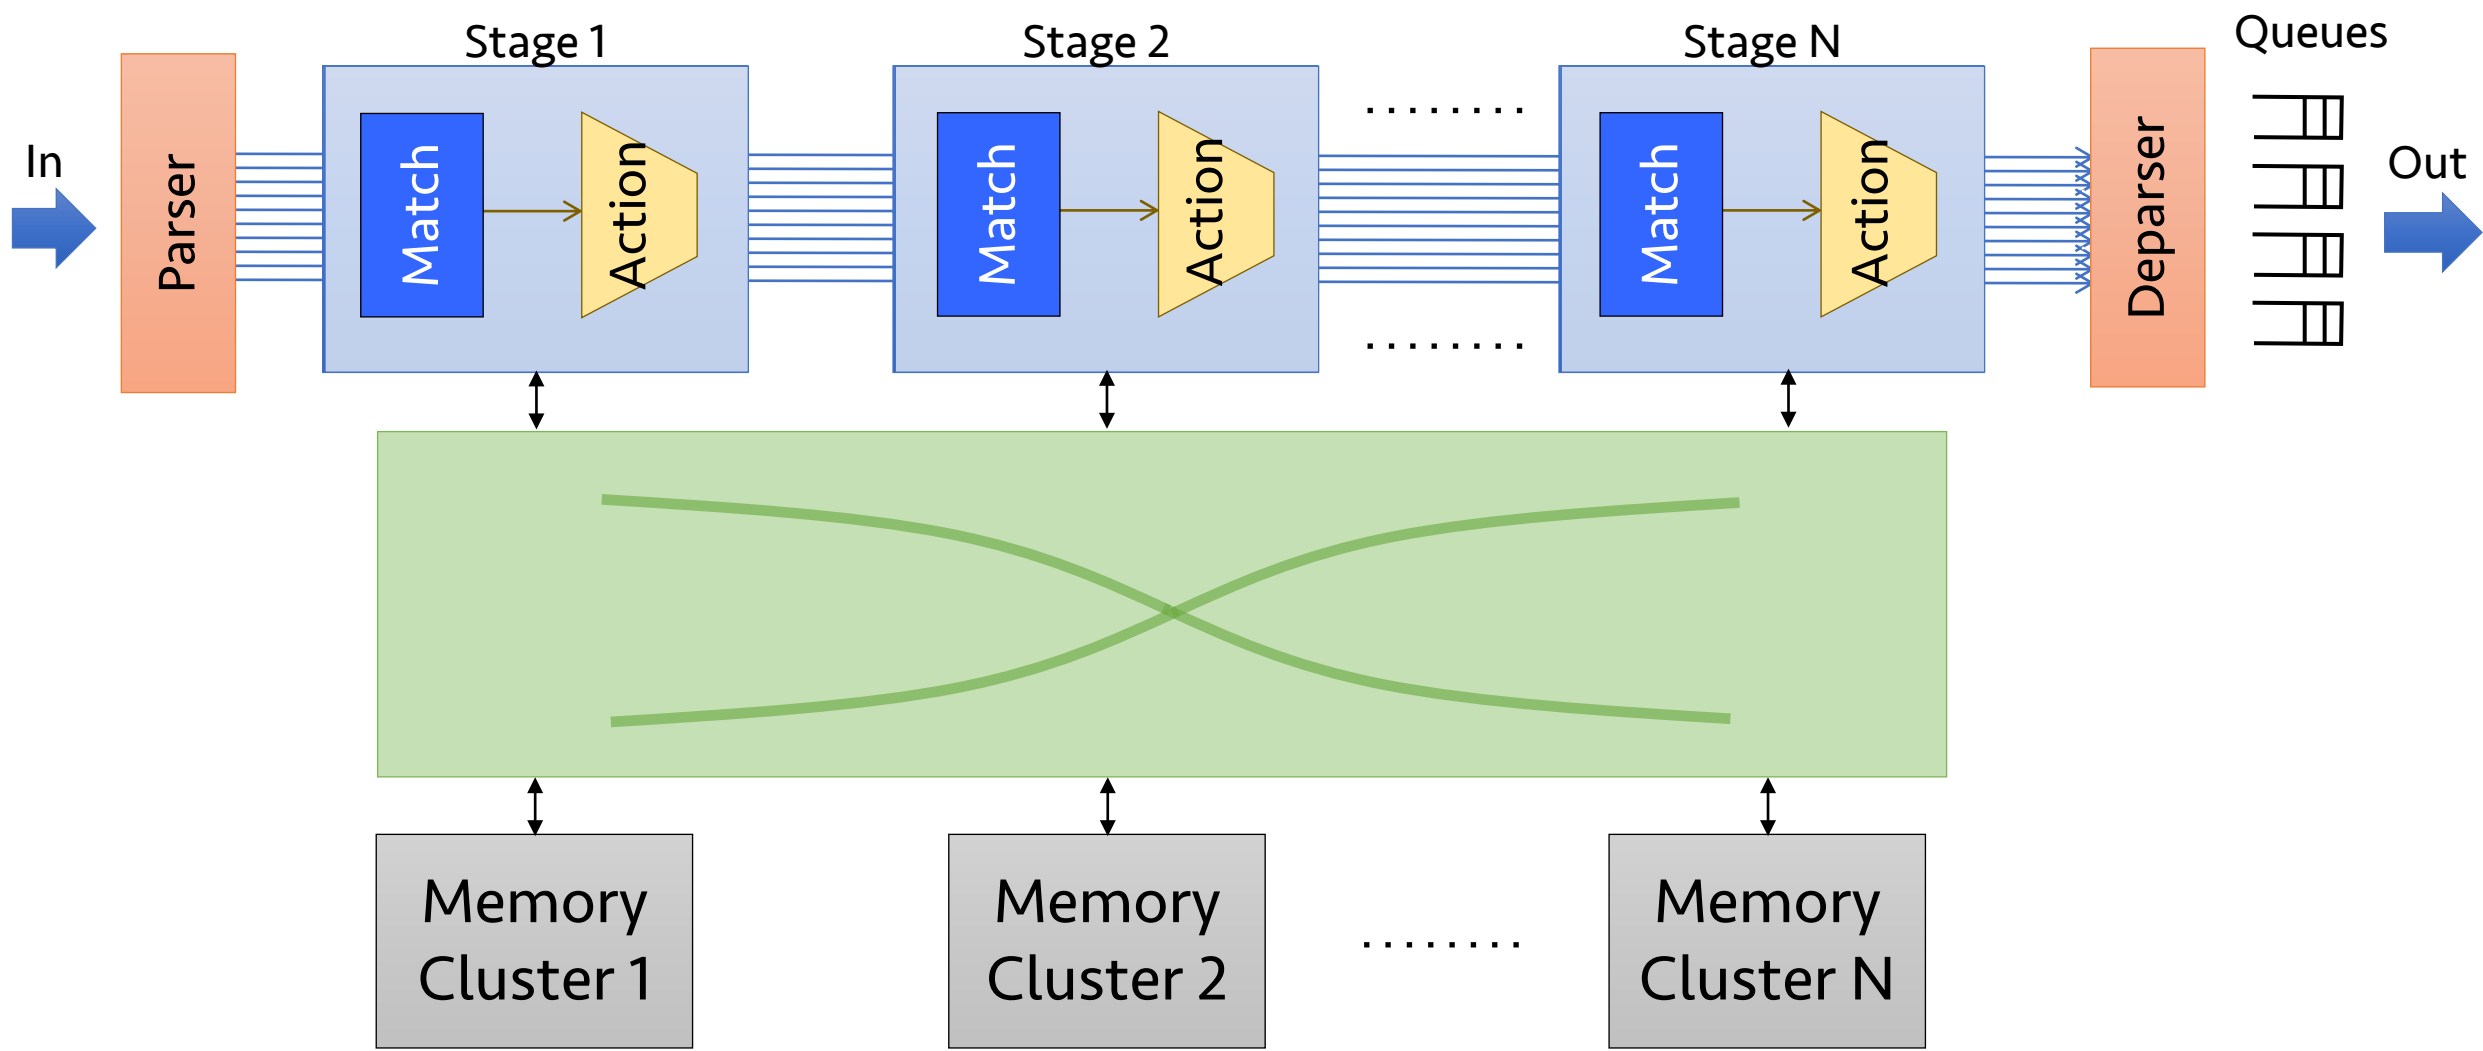 Stage 1
Stage 2
Stage N
Queues
In
Parser
Match
Action
Match
Action
Match
Action
Deparser
Out
. . . . . . . .
. . . . . . . .
Memory
Cluster 1
Memory
Cluster 2
. . . . . . . .
Memory
Cluster N